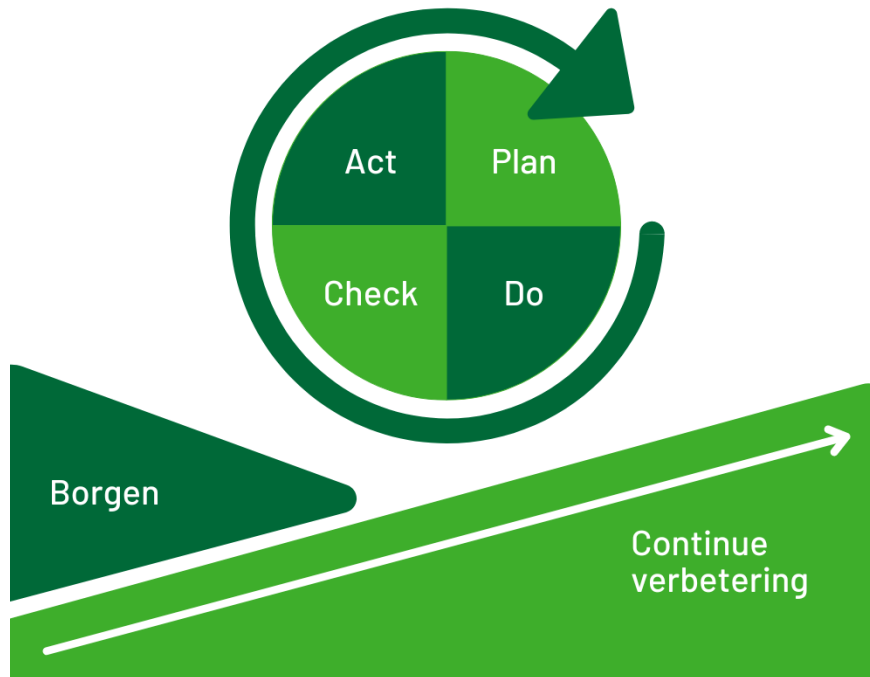 Act
Plan
Check
Do
Borgen
Continue
verbetering